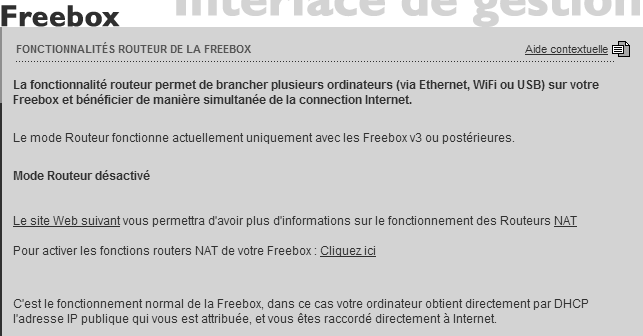 Freebox
Interface de gestion
FONCTIONNALITÉS ROUTEUR DE LA FREEBOX
Aide contextuelle
La fonctionnalité routeur permet de brancher plusieurs ordinateurs (via Ethernet, WiFi ou USB) sur votre
Freebox et bénéficier de manière simultanée de la connection Internet.
Le mode Routeur fonctionne actuellement uniquement avec les Freebox v3 ou postérieures.
Mode Routeur désactivé
Le site Web suivant vous permettra d'avoir plus d'informations sur le fonctionnement des Routeurs NAT
Pour activer les fonctions routers NAT de votre Freebox : Cliquez ici
C'est le fonctionnement normal de la Freebox, dans ce cas votre ordinateur obtient directement par DHCP
l'adresse IP publique qui vous est attribuée, et vous êtes raccordé directement à Internet.